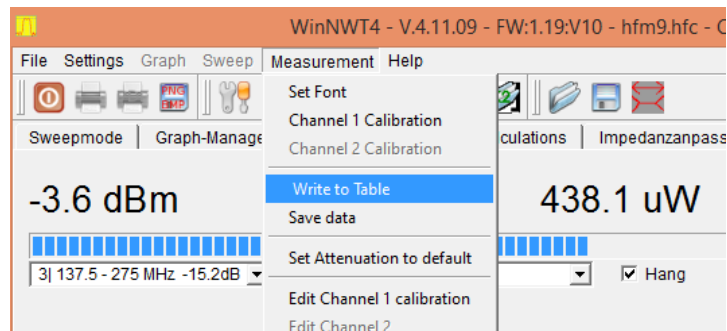 WinNWT4 - V.4.11.09 - FW:1.19:V10 - hfm9.hfc - C
File Settings Graph Sweep Measurement Help
PNG
BMP
Set Font
Channel 1 Calibration
Sweepmode Graph-Manage culations Impedanzanpass
Channel 2 Calibration
Write to Table
-3.6 dBm 438.1 uW
Save data
Set Attenuation to default
3| 137.5 - 275 MHz -15.2dB Hang
Edit Channel 1 calibration
Edit Channel 2